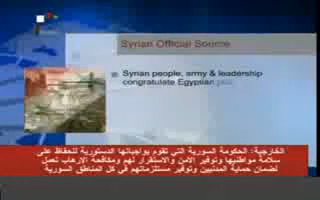 Syrian Official Source
Syrian people, army & leadership
congratulate Egyptian
الخارجية: الحكومة السورية التي تقوم بواجباتها الدستورية للحفاظ على
سلامة مواطنيها وتوفير الأمن والاستقرار لهم ومكافحة الإرهاب تعمل
لضمان حماية المدنيين وتوفير مستلزماتهم في كل المناطق السورية